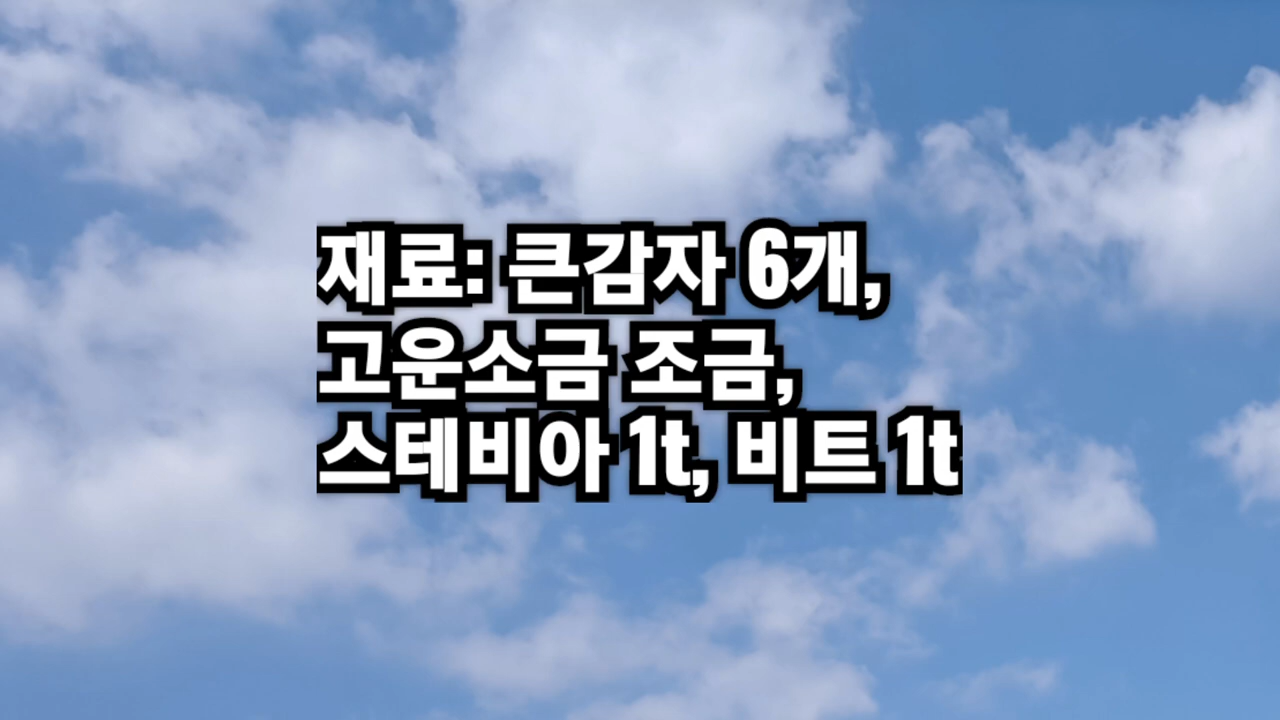 재료: 큰감자 6개,
고운소금 조금,
스테비아 1t, 비트 1t